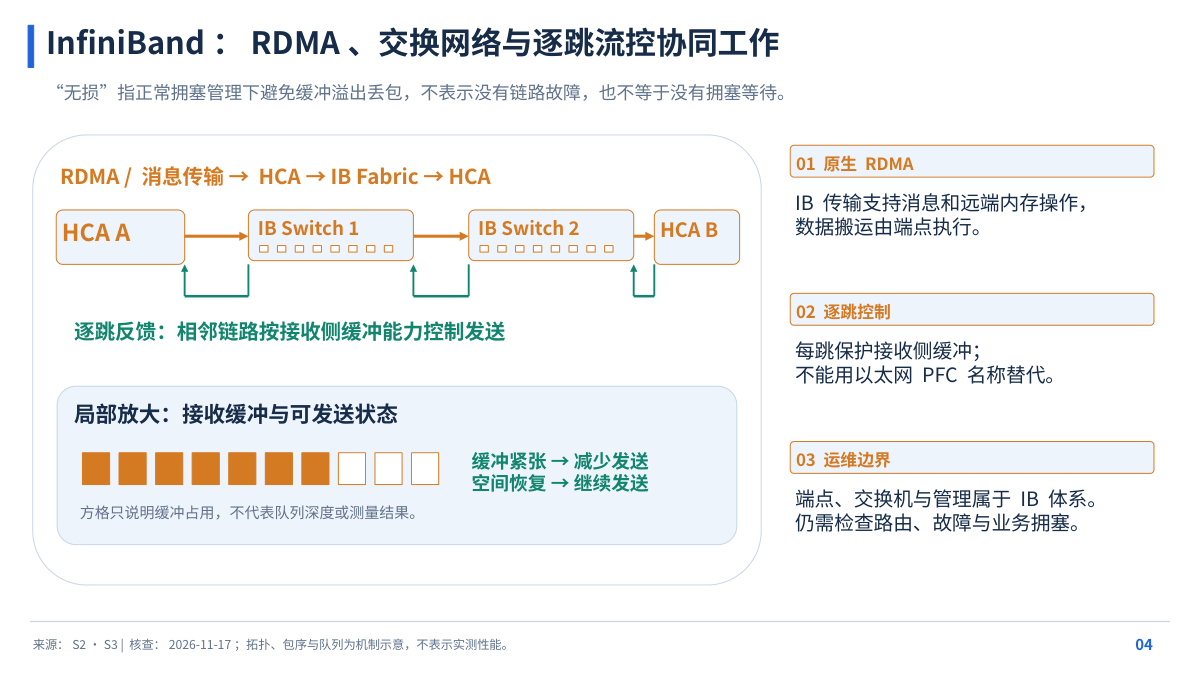 InfiniBand： RDMA 、交换网络与逐跳流控协同工作
“无损”指正常拥塞管理下避免缓冲溢出丢包，不表示没有链路故障，也不等于没有拥塞等待。
RDMA / 消息传输 → HCA → IB Fabric → HCA
HCA A
IB Switch 1
IB Switch 2
HCA B
逐跳反馈：相邻链路按接收侧缓冲能力控制发送
局部放大：接收缓冲与可发送状态
缓冲紧张 → 减少发送
空间恢复 → 继续发送
方格只说明缓冲占用，不代表队列深度或测量结果。
01 原生 RDMA
IB 传输支持消息和远端内存操作，
数据搬运由端点执行。
02 逐跳控制
每跳保护接收侧缓冲；
不能用以太网 PFC 名称替代。
03 运维边界
端点、交换机与管理属于 IB 体系。
仍需检查路由、故障与业务拥塞。
来源： S2 · S3 | 核查： 2026-11-17 ；拓扑、包序与队列为机制示意，不表示实测性能。
04